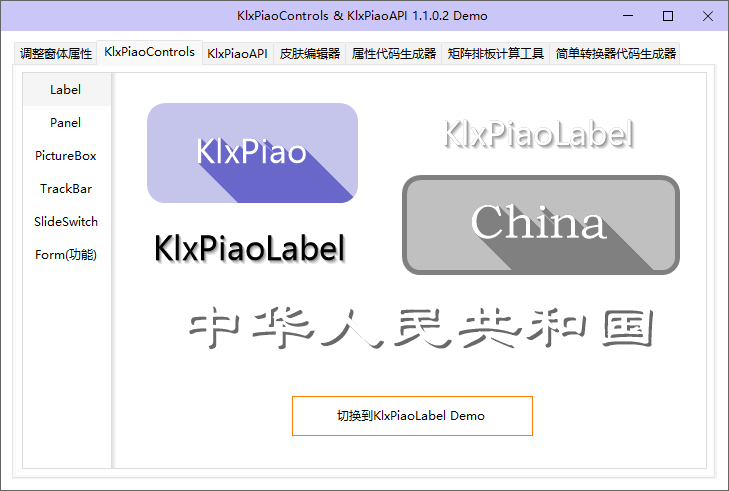 KlxPiaoControls & KlxPiaoAPI 1.1.0.2 Demo
调整窗体属性
KlxPiaoControls
KlxPiaoAPI
皮肤编辑器
属性代码生成器
矩阵排板计算工具
简单转换器代码生成器
Label
Panel
PictureBox
TrackBar
SlideSwitch
Form(功能)
KlxPiao
KlxPiaoLabel
KlxPiaoLabel
China
中华人民共和国
切换到KlxPiaoLabel Demo